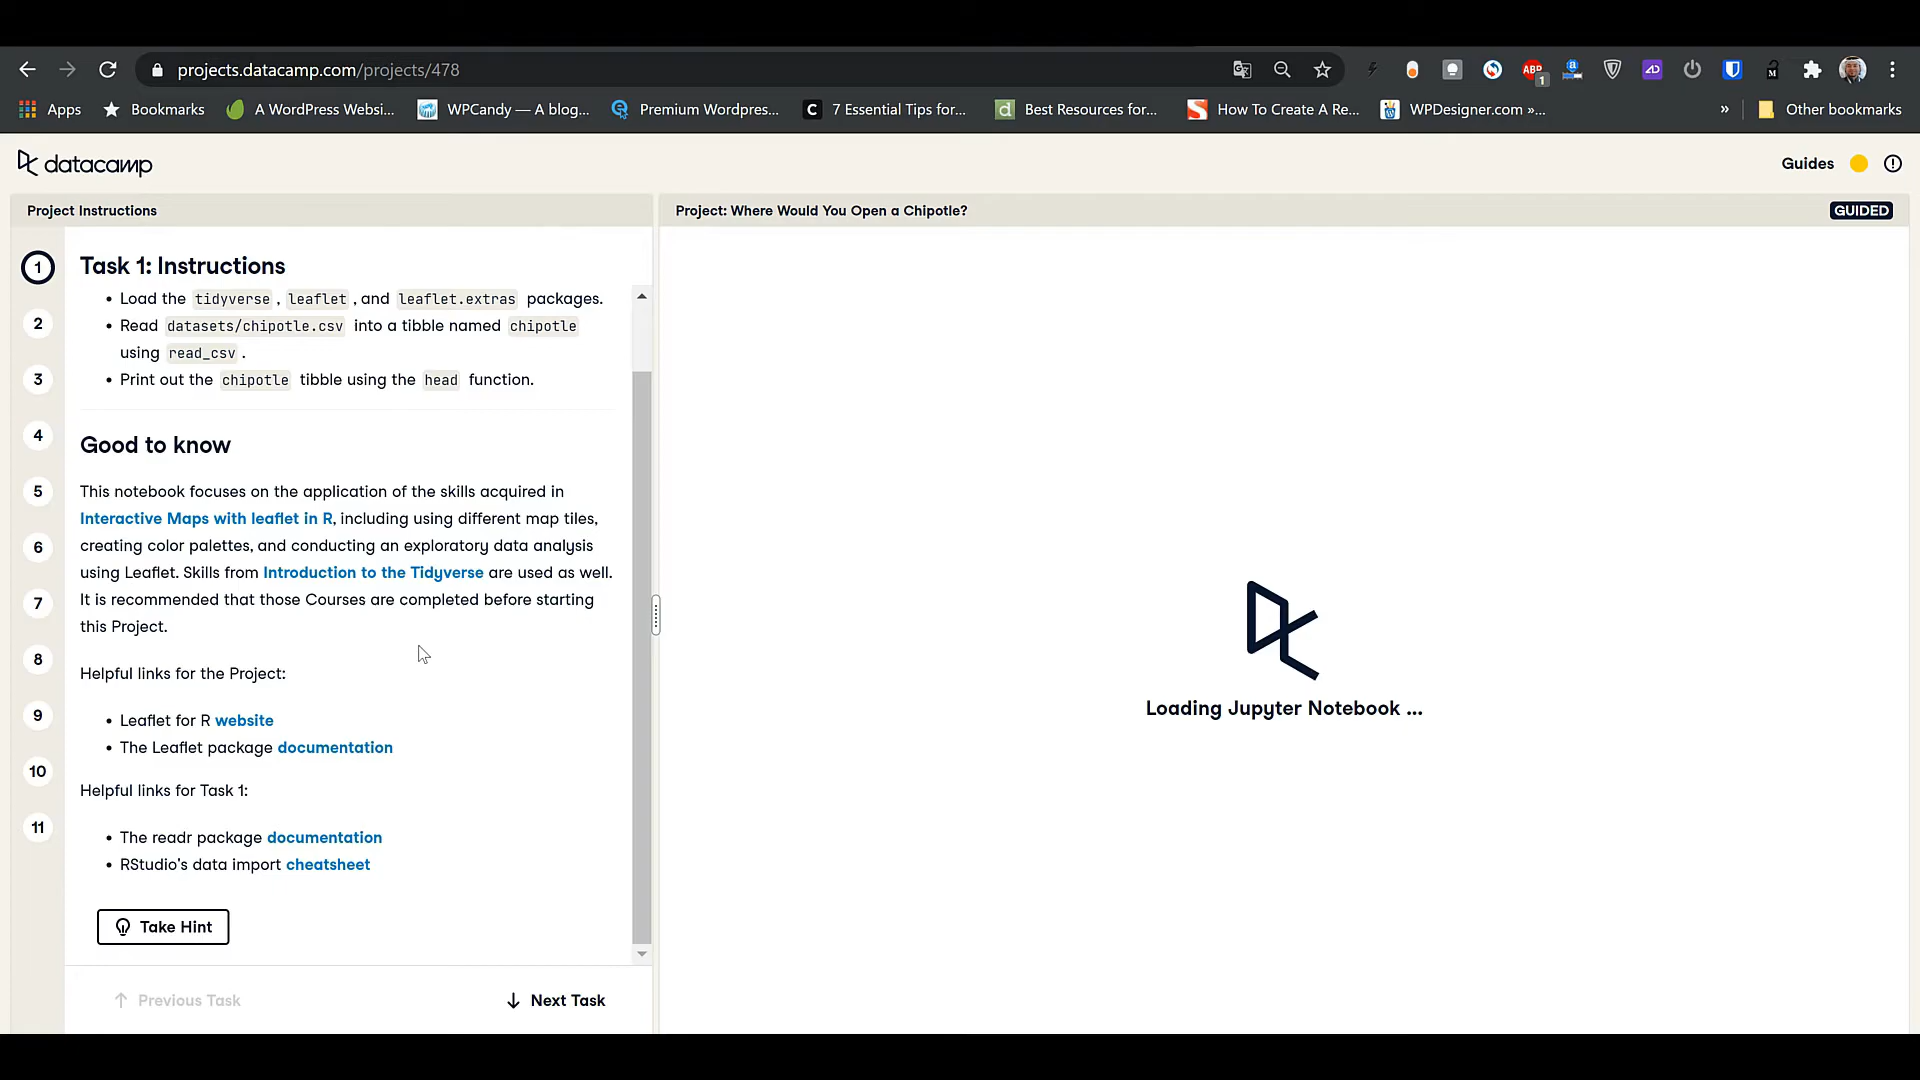 projects.datacamp.com/projects/478
ABP
1
Apps
Bookmarks
A WordPress Websi...
WPCandy — A blog...
Premium Wordpres...
7 Essential Tips for...
Best Resources for...
How To Create A Re...
WPDesigner.com »...
»
Other bookmarks
datacamp
Guides
Project Instructions
Project: Where Would You Open a Chipotle?
GUIDED
1
2
3
4
5
6
7
8
9
10
11
Task 1: Instructions
• Load the tidyverse , leaflet , and leaflet.extras packages.
• Read datasets/chipotle.csv into a tibble named chipotle
using read_csv .
• Print out the chipotle tibble using the head function.
Good to know
This notebook focuses on the application of the skills acquired in
Interactive Maps with leaflet in R, including using different map tiles,
creating color palettes, and conducting an exploratory data analysis
using Leaflet. Skills from Introduction to the Tidyverse are used as well.
It is recommended that those Courses are completed before starting
this Project.
Helpful links for the Project:
• Leaflet for R website
• The Leaflet package documentation
Helpful links for Task 1:
• The readr package documentation
• RStudio's data import cheatsheet
Take Hint
Previous Task
Next Task
Loading Jupyter Notebook ...